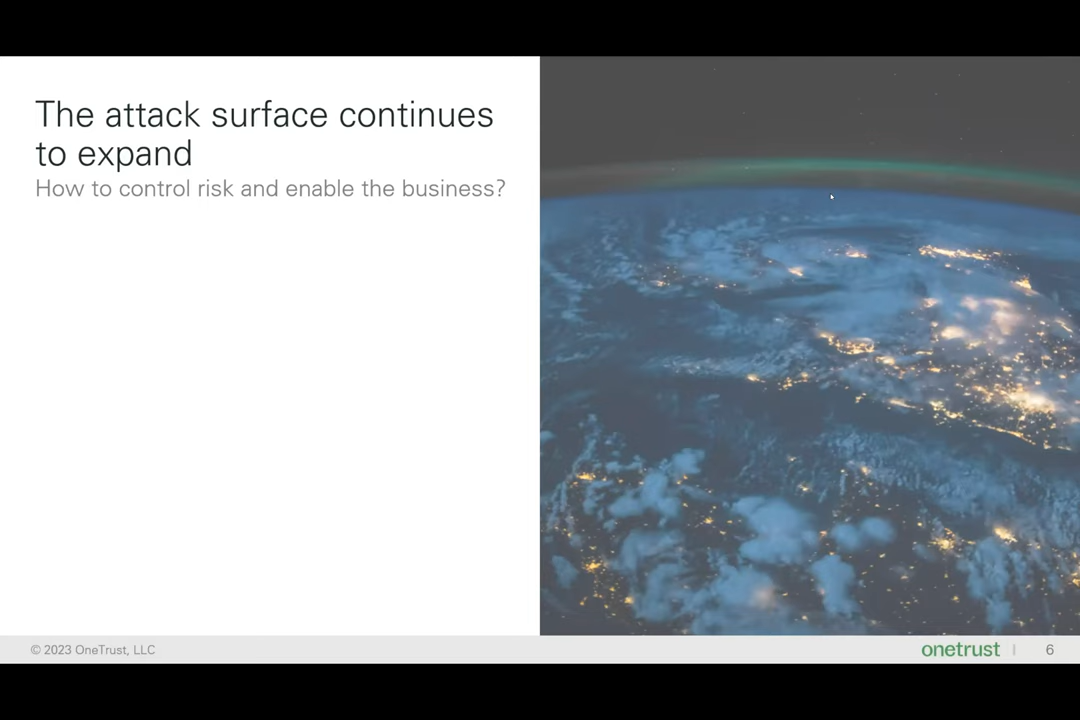 The attack surface continues
to expand
How to control risk and enable the business?
© 2023 OneTrust, LLC
onetrust | 6